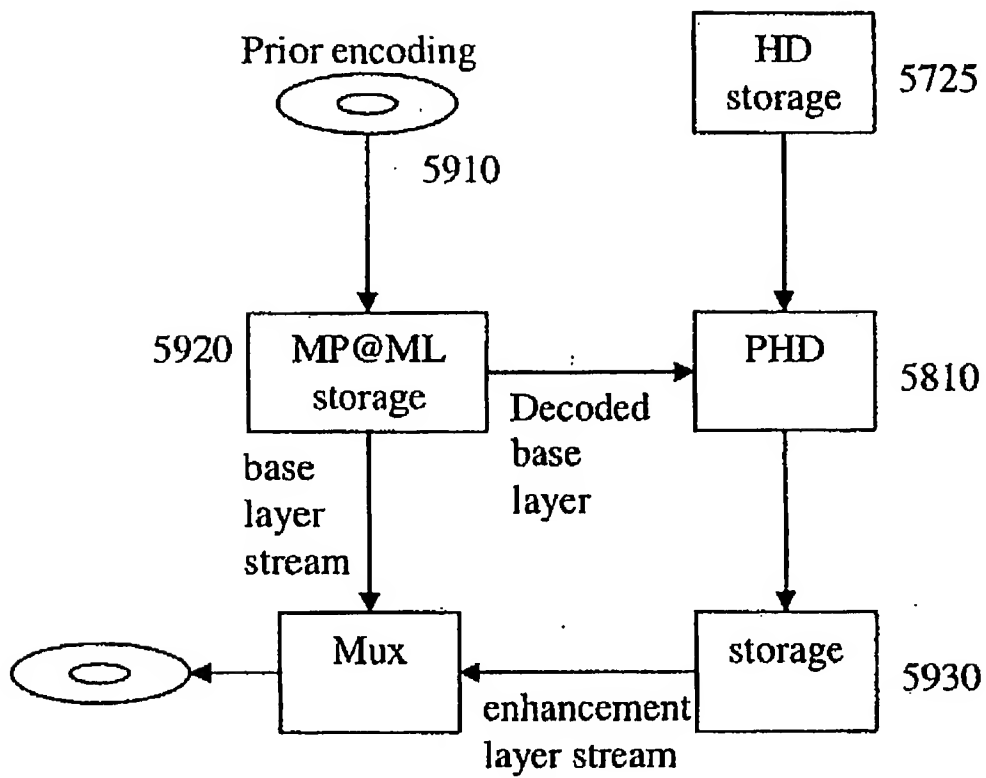 Prior encoding
HD
storage
5725
5910
5920
MP@ML
storage
PHD
5810
Decoded
base
layer
base
layer
stream
Mux
storage
5930
enhancement
layer stream